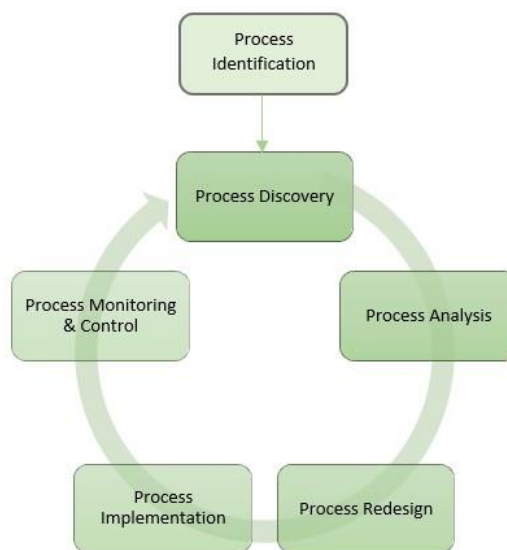 Process
Identification
Process Discovery
Process Analysis
Process Redesign
Process
Implementation
Process Monitoring
& Control